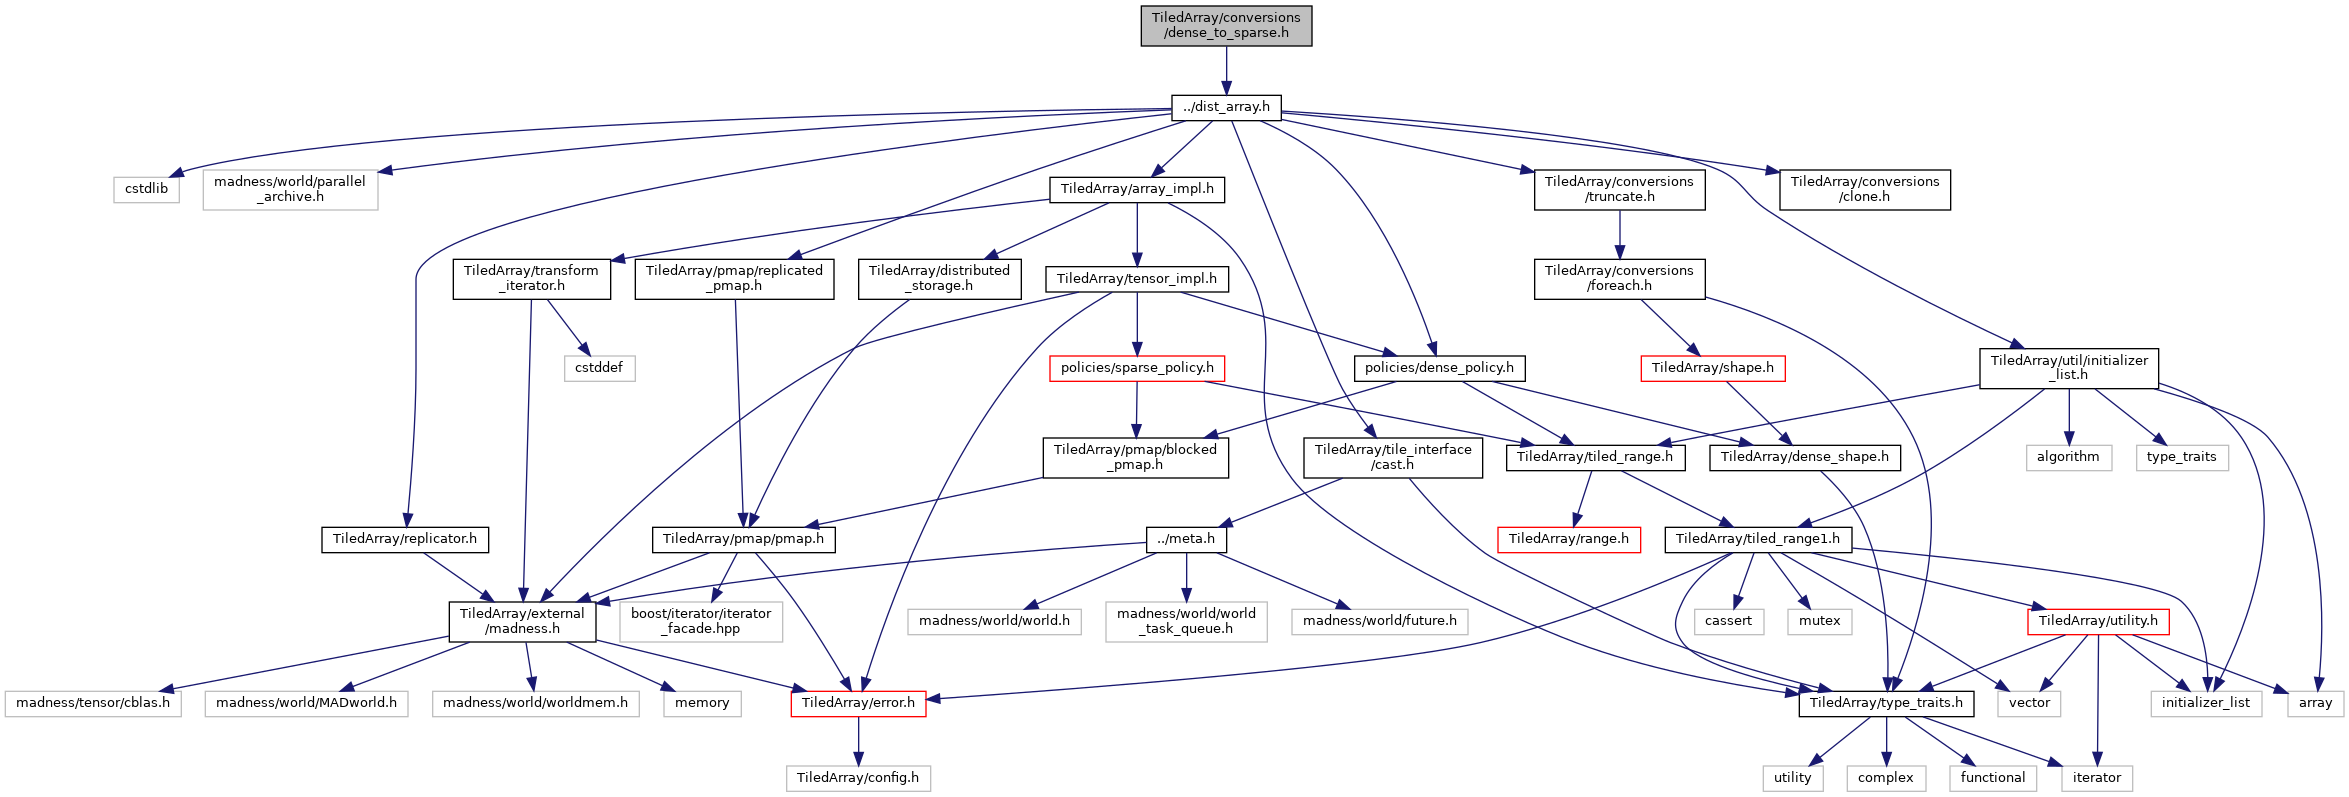 TiledArray/conversions
/dense_to_sparse.h
../dist_array.h
cstdlib
madness/world/parallel
_archive.h
TiledArray/array_impl.h
TiledArray/conversions
/truncate.h
TiledArray/conversions
/clone.h
TiledArray/transform
_iterator.h
TiledArray/pmap/replicated
_pmap.h
TiledArray/distributed
_storage.h
TiledArray/tensor_impl.h
TiledArray/conversions
/foreach.h
cstddef
policies/sparse_policy.h
policies/dense_policy.h
TiledArray/shape.h
TiledArray/util/initializer
_list.h
TiledArray/pmap/blocked
_pmap.h
TiledArray/tile_interface
/cast.h
TiledArray/tiled_range.h
TiledArray/dense_shape.h
algorithm
type_traits
TiledArray/replicator.h
TiledArray/pmap/pmap.h
../meta.h
TiledArray/range.h
TiledArray/tiled_range1.h
TiledArray/external
/madness.h
boost/iterator/iterator
_facade.hpp
madness/world/world.h
madness/world/world
_task_queue.h
madness/world/future.h
cassert
mutex
TiledArray/utility.h
madness/tensor/cblas.h
madness/world/MADworld.h
madness/world/worldmem.h
memory
TiledArray/error.h
TiledArray/type_traits.h
vector
initializer_list
array
TiledArray/config.h
utility
complex
functional
iterator